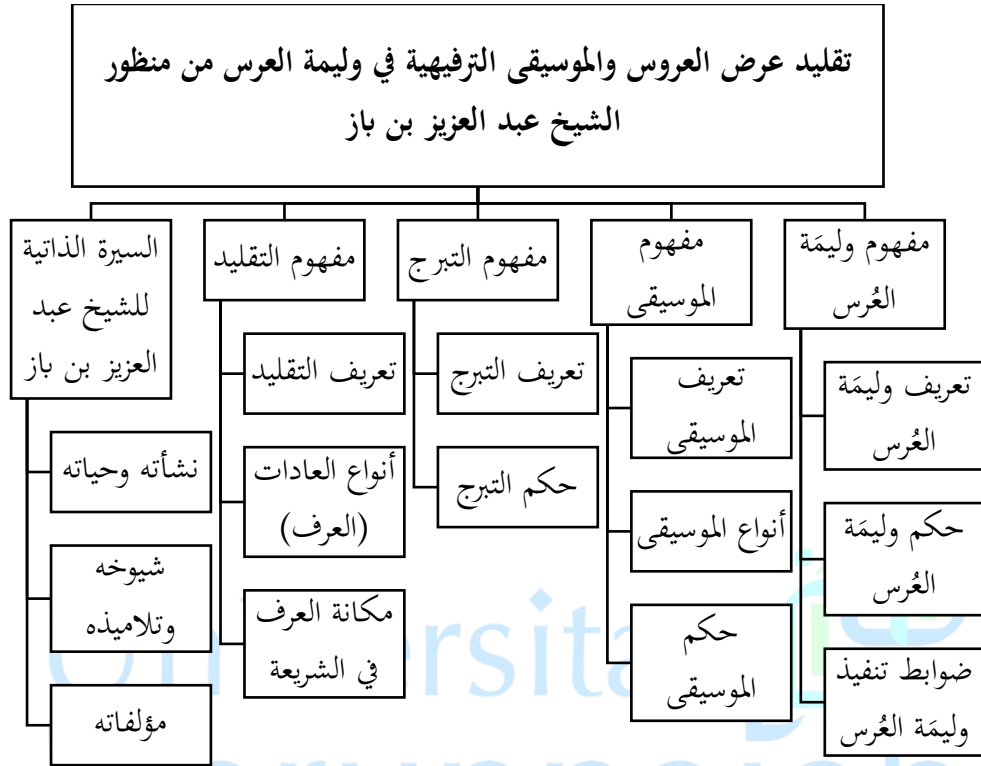 تقليد عرض العروس والموسيقى الترفيهية في وليمة العرس من منظور
الشيخ عبد العزيز بن باز
مفهوم وليمَة
العُرس
تعريف وليمَة
العُرس
حكم وليمَة
العُرس
ضوابط تنفيذ
وليمَة العُرس
مفهوم
الموسيقى
تعريف
الموسيقى
أنواع الموسيقى
حكم
الموسيقى
مفهوم التبرج
تعريف التبرج
حكم التبرج
مفهوم التقليد
تعريف التقليد
أنواع العادات
(العرف)
مكانة العرف
في الشريعة
السيرة الذاتية
للشيخ عبد
العزيز بن باز
نشأته وحياته
شيوخه
وتلاميذه
مؤلفاته